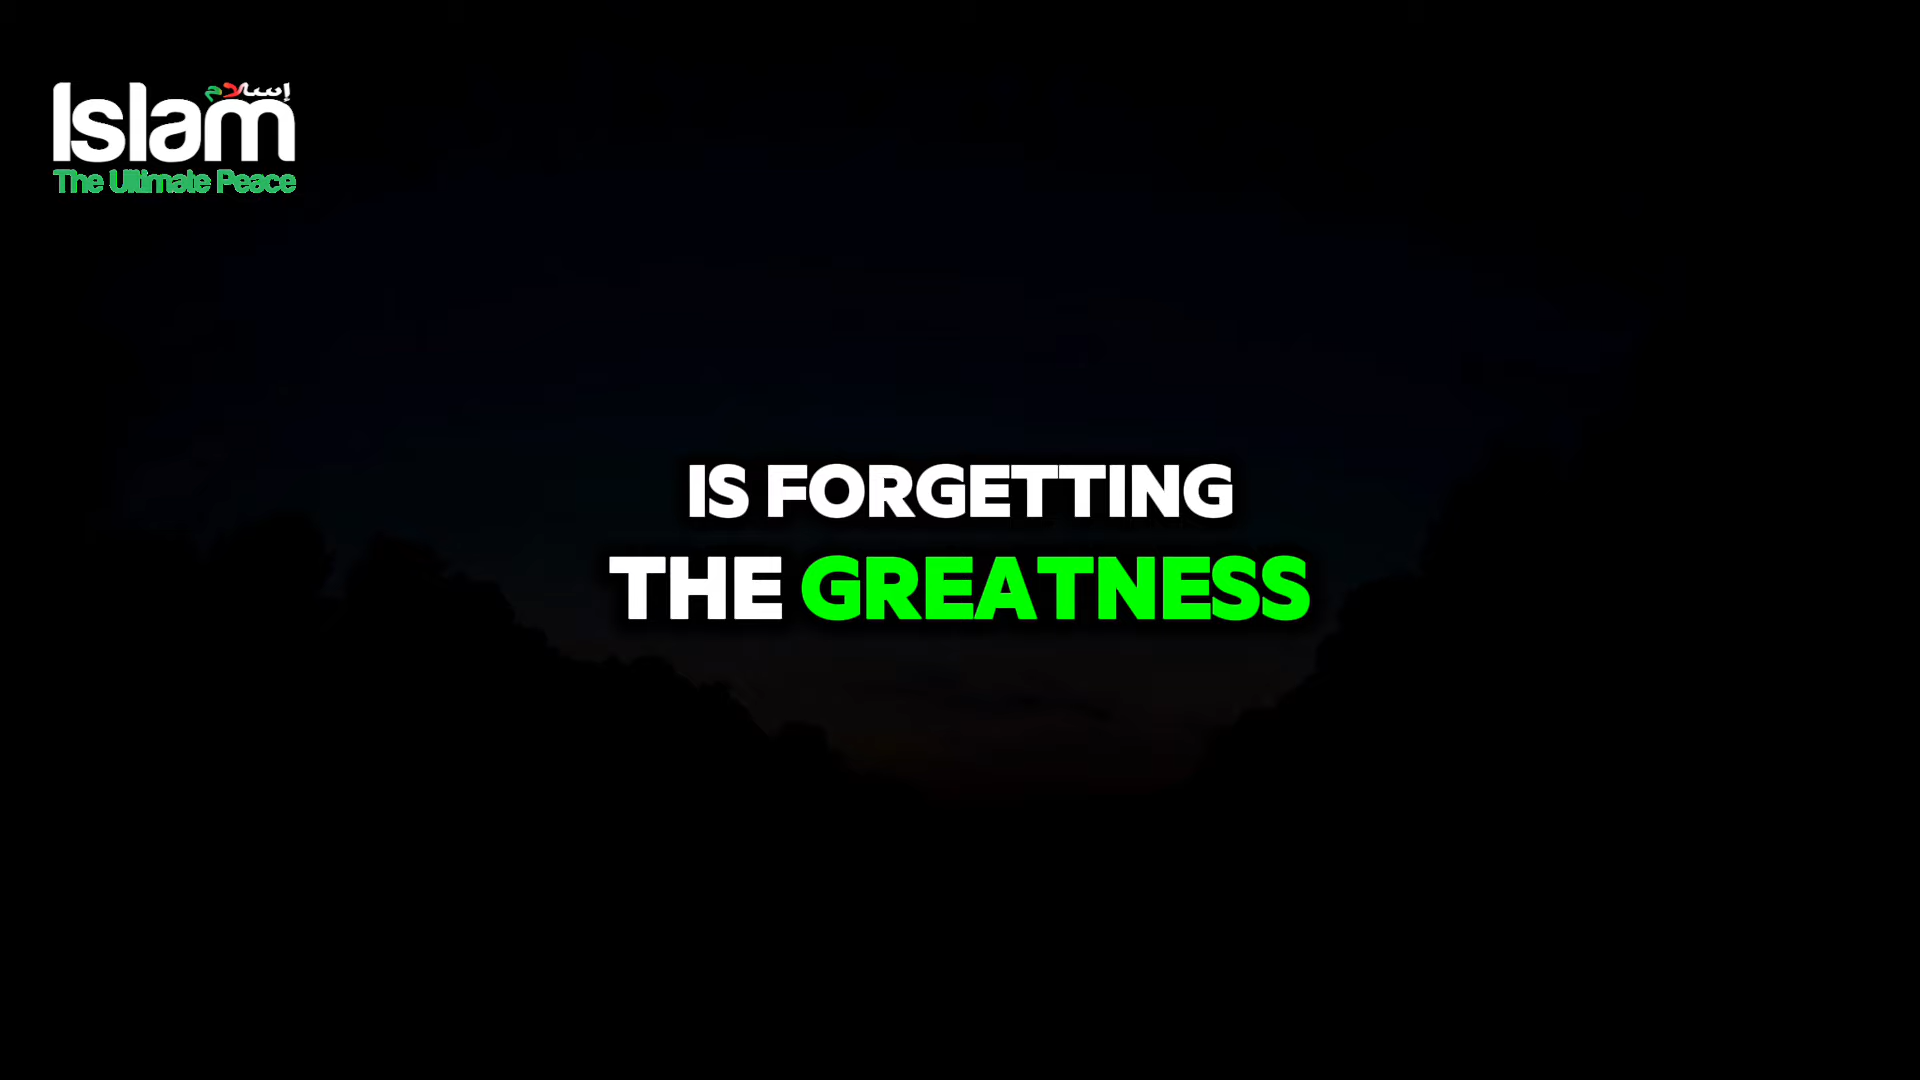 إسلام
Islam
The Ultimate Peace
IS FORGETTING
THE GREATNESS